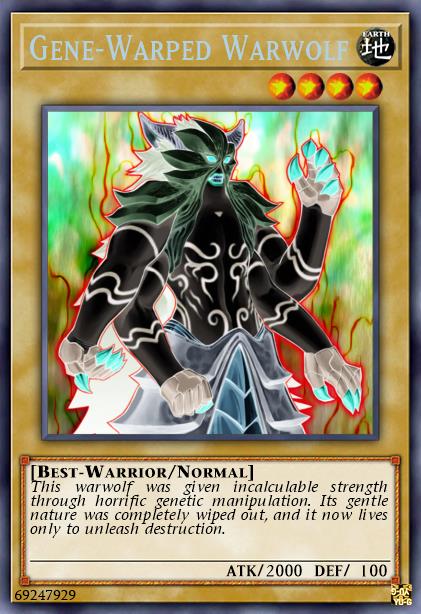 Gene-Warped Warwolf
EARTH
地
[Best-Warrior/Normal]
This warwolf was given incalculable strength
through horrific genetic manipulation. Its gentle
nature was completely wiped out, and it now lives
only to unleash destruction.
ATK/2000 DEF/ 100
69247929